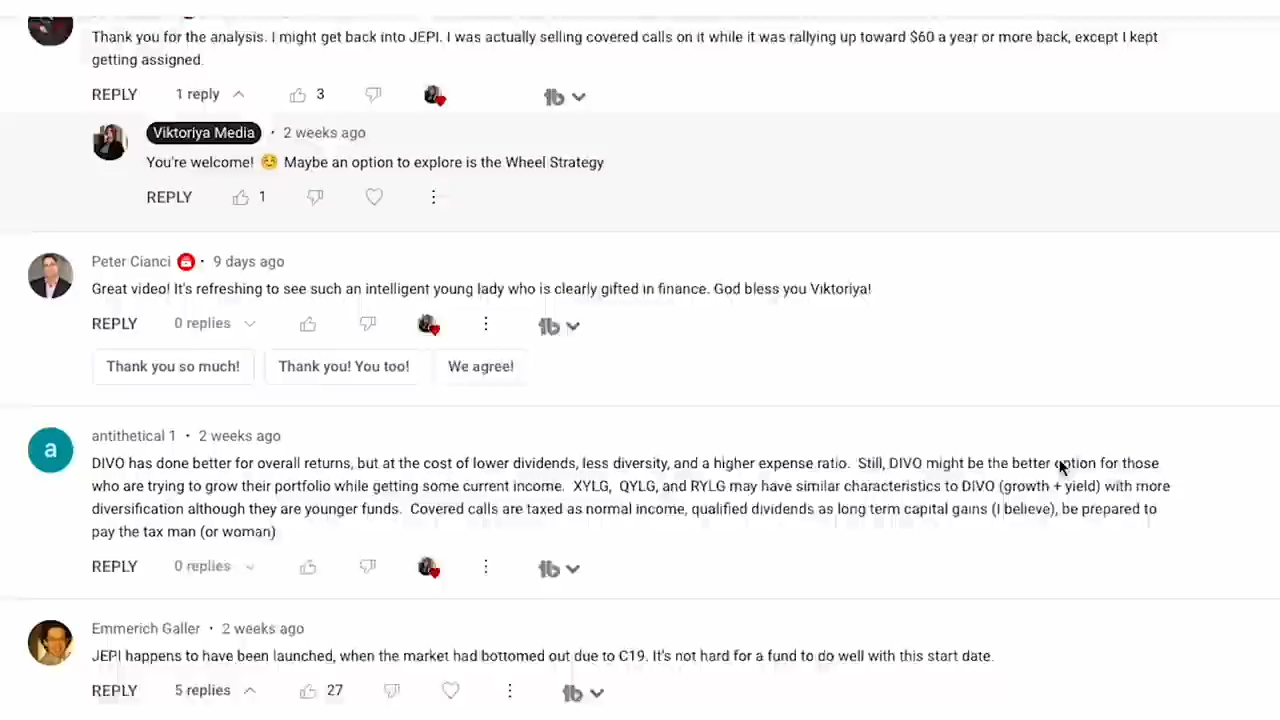 Thank you for the analysis. I might get back into JEPI. I was actually selling covered calls on it while it was rallying up toward $60 a year or more back, except I kept
getting assigned.
REPLY 1 reply 3
Viktoriya Media • 2 weeks ago
You're welcome! ☺️ Maybe an option to explore is the Wheel Strategy
REPLY 1
Peter Cianci • 9 days ago
Great video! It's refreshing to see such an intelligent young lady who is clearly gifted in finance. God bless you Viktoriya!
REPLY 0 replies
Thank you so much! Thank you! You too! We agree!
a
antithetical 1 • 2 weeks ago
DIVO has done better for overall returns, but at the cost of lower dividends, less diversity, and a higher expense ratio. Still, DIVO might be the better option for those
who are trying to grow their portfolio while getting some current income. XYLG, QYLG, and RYLG may have similar characteristics to DIVO (growth + yield) with more
diversification although they are younger funds. Covered calls are taxed as normal income, qualified dividends as long term capital gains (I believe), be prepared to
pay the tax man (or woman)
REPLY 0 replies
Emmerich Galler • 2 weeks ago
JEPI happens to have been launched, when the market had bottomed out due to C19. It's not hard for a fund to do well with this start date.
REPLY 5 replies 27